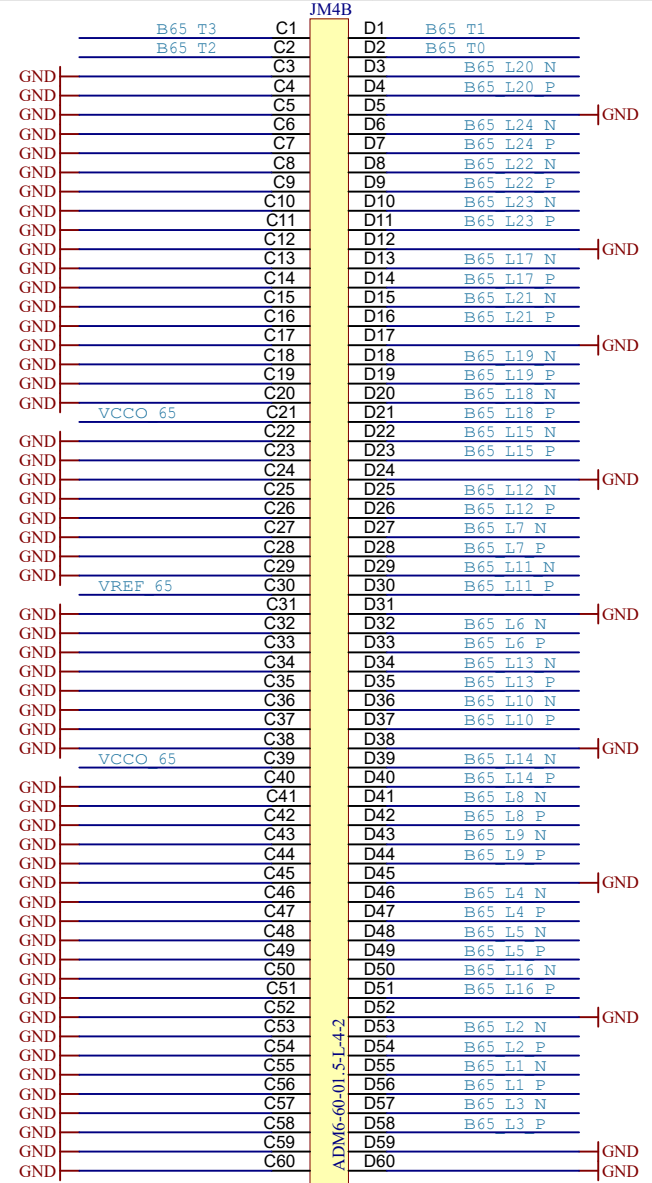 JM4B
B65_T3 C1 D1 B65_T1
B65_T2 C2 D2 B65_T0
GND C3 D3 B65_L20_N
GND C4 D4 B65_L20_P
GND C5 D5 GND
GND C6 D6 B65_L24_N
GND C7 D7 B65_L24_P
GND C8 D8 B65_L22_N
GND C9 D9 B65_L22_P
GND C10 D10 B65_L23_N
GND C11 D11 B65_L23_P
GND C12 D12 GND
GND C13 D13 B65_L17_N
GND C14 D14 B65_L17_P
GND C15 D15 B65_L21_N
GND C16 D16 B65_L21_P
GND C17 D17 GND
GND C18 D18 B65_L19_N
GND C19 D19 B65_L19_P
GND C20 D20 B65_L18_N
VCCO_65 C21 D21 B65_L18_P
GND C22 D22 B65_L15_N
GND C23 D23 B65_L15_P
GND C24 D24 GND
GND C25 D25 B65_L12_N
GND C26 D26 B65_L12_P
GND C27 D27 B65_L7_N
GND C28 D28 B65_L7_P
GND C29 D29 B65_L11_N
VREF_65 C30 D30 B65_L11_P
GND C31 D31 GND
GND C32 D32 B65_L6_N
GND C33 D33 B65_L6_P
GND C34 D34 B65_L13_N
GND C35 D35 B65_L13_P
GND C36 D36 B65_L10_N
GND C37 D37 B65_L10_P
GND C38 D38 GND
VCCO_65 C39 D39 B65_L14_N
GND C40 D40 B65_L14_P
GND C41 D41 B65_L8_N
GND C42 D42 B65_L8_P
GND C43 D43 B65_L9_N
GND C44 D44 B65_L9_P
GND C45 D45 GND
GND C46 D46 B65_L4_N
GND C47 D47 B65_L4_P
GND C48 D48 B65_L5_N
GND C49 D49 B65_L5_P
GND C50 D50 B65_L16_N
GND C51 D51 B65_L16_P
GND C52 D52 GND
GND C53 D53 B65_L2_N
GND C54 D54 B65_L2_P
GND C55 D55 B65_L1_N
GND C56 D56 B65_L1_P
GND C57 D57 B65_L3_N
GND C58 D58 B65_L3_P
GND C59 D59 GND
GND C60 D60 GND
ADM6-60-01.5-L-4-2